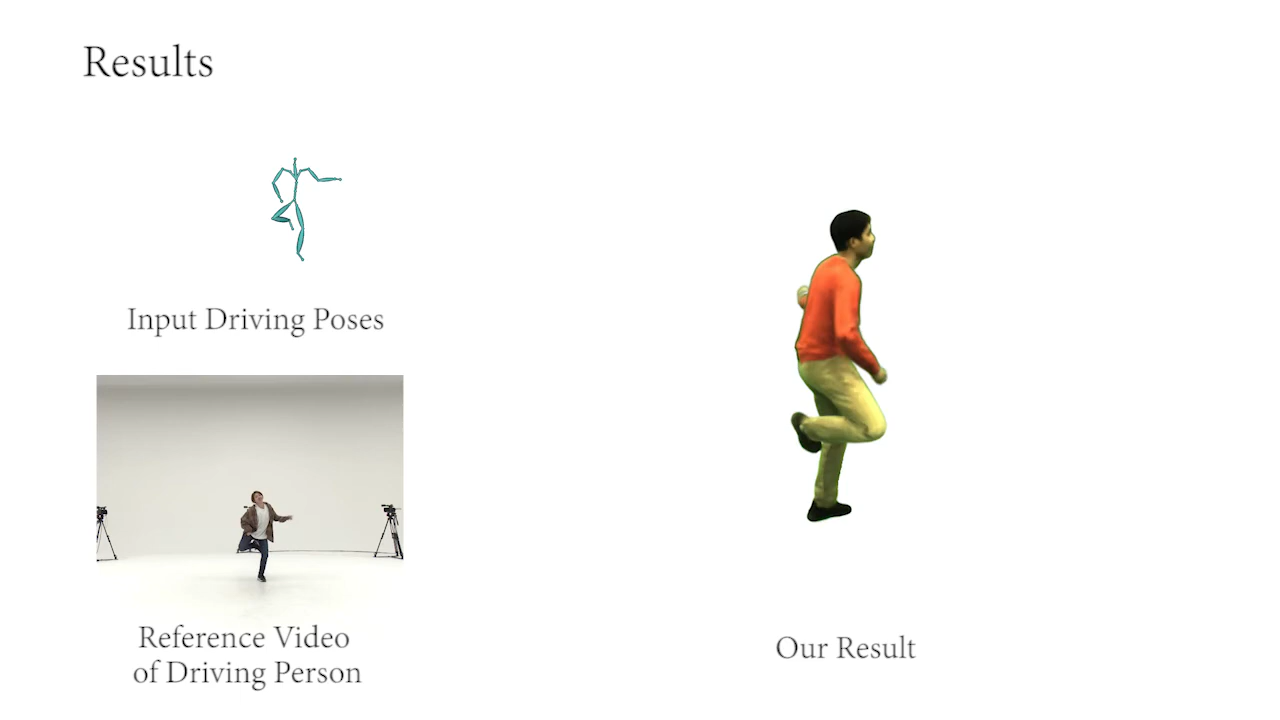 Results
Input Driving Poses
Reference Video
of Driving Person
Our Result